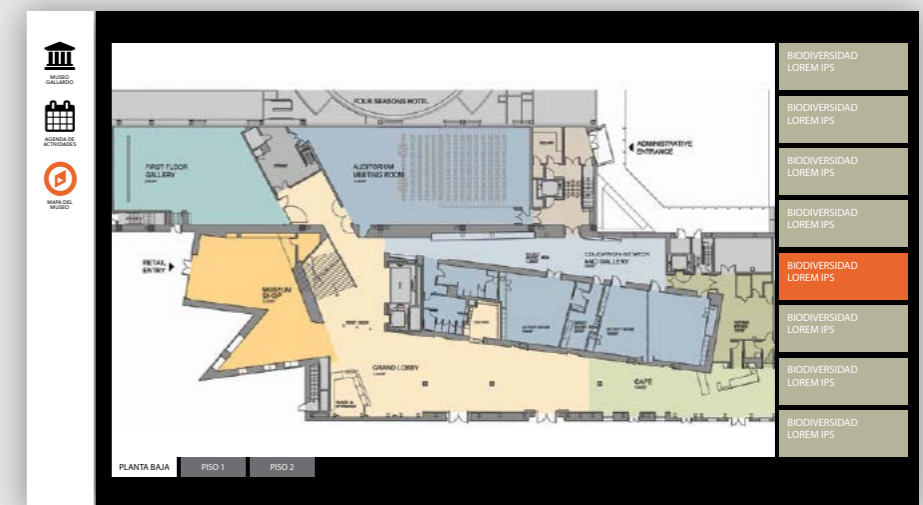 MUSEO
GALLARDO
AGENDA DE
ACTIVIDADES
MAPA DEL
MUSEO
FOUR SEASONS HOTEL
FIRST FLOOR
GALLERY
AUDITORIUM
MEETING ROOM
ADMINISTRATIVE
ENTRANCE
RETAIL
ENTRY
MUSEUM
SHOP
AND GALLERY
GRAND LOBBY
CAFE
BIODIVERSIDAD
LOREM IPS
BIODIVERSIDAD
LOREM IPS
BIODIVERSIDAD
LOREM IPS
BIODIVERSIDAD
LOREM IPS
BIODIVERSIDAD
LOREM IPS
BIODIVERSIDAD
LOREM IPS
BIODIVERSIDAD
LOREM IPS
BIODIVERSIDAD
LOREM IPS
PLANTA BAJA
PISO 1
PISO 2